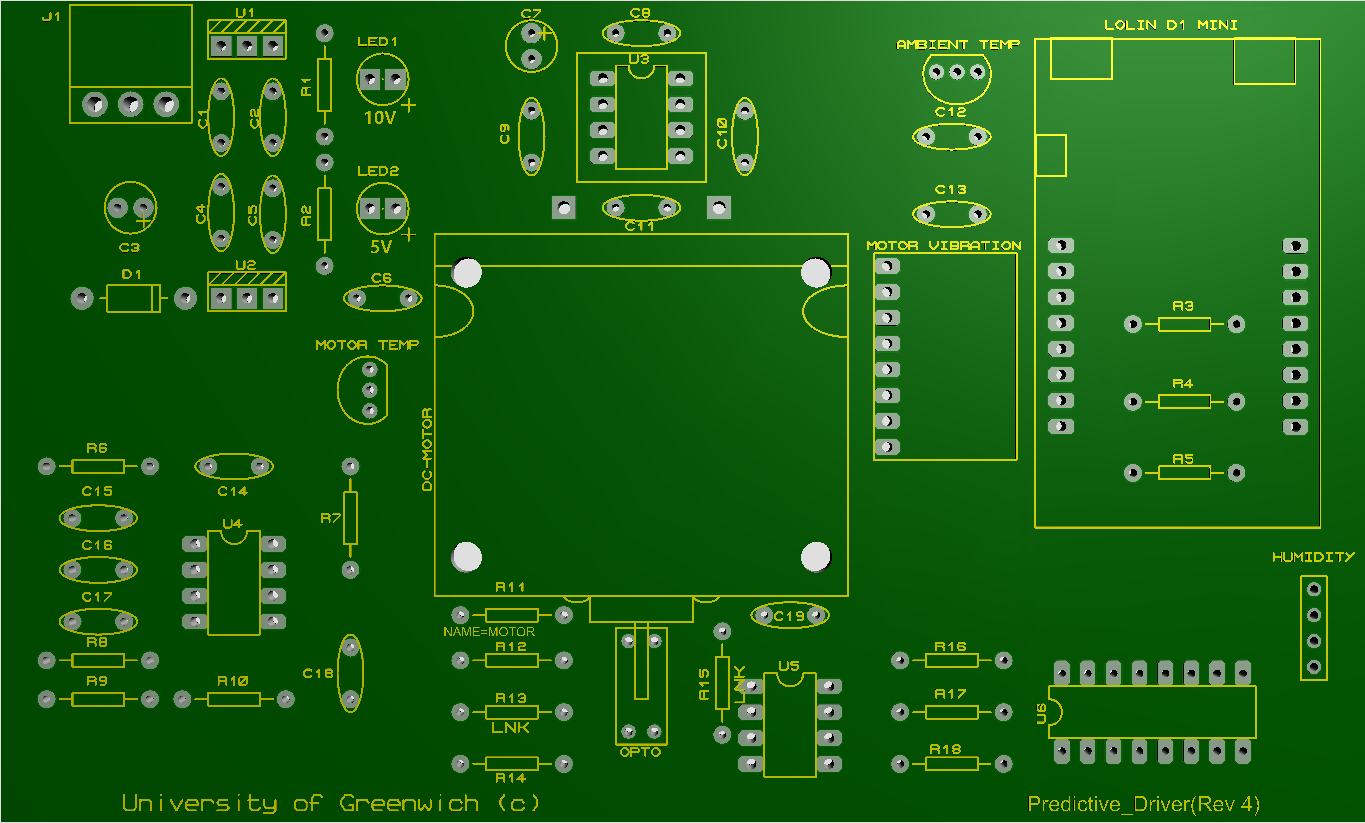 J1
U1
C7
C8
LOLIN D1 MINI
LED1
AMBIENT TEMP
U3
R1
10V
C1
C2
C9
C10
C12
LED2
C13
C4
C5
R2
C3
5V
C11
MOTOR VIBRATION
U2
D1
C6
R3
MOTOR TEMP
R4
DC-MOTOR
R6
R5
C15
C14
R7
U4
C16
HUMIDITY
C17
R11
C19
NAME=MOTOR
R8
R12
R16
C18
U5
R9
R10
R15
LNK
R13
R17
U6
LNK
OPTO
R18
R14
University of Greenwich (c)
Predictive_Driver(Rev 4)